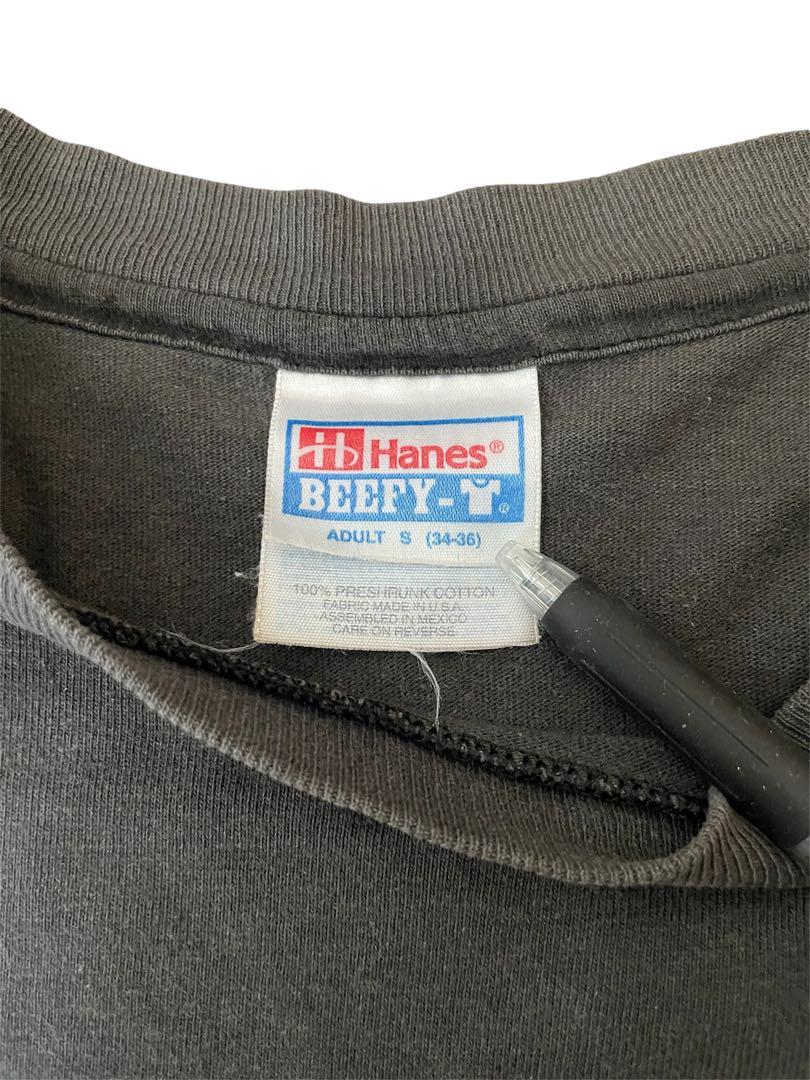 Hanes®
BEEFY-T®
ADULT S (34-36)
100% PRESHRUNK COTTON
FABRIC MADE IN U.S.A.
ASSEMBLED IN MEXICO
CARE ON REVERSE